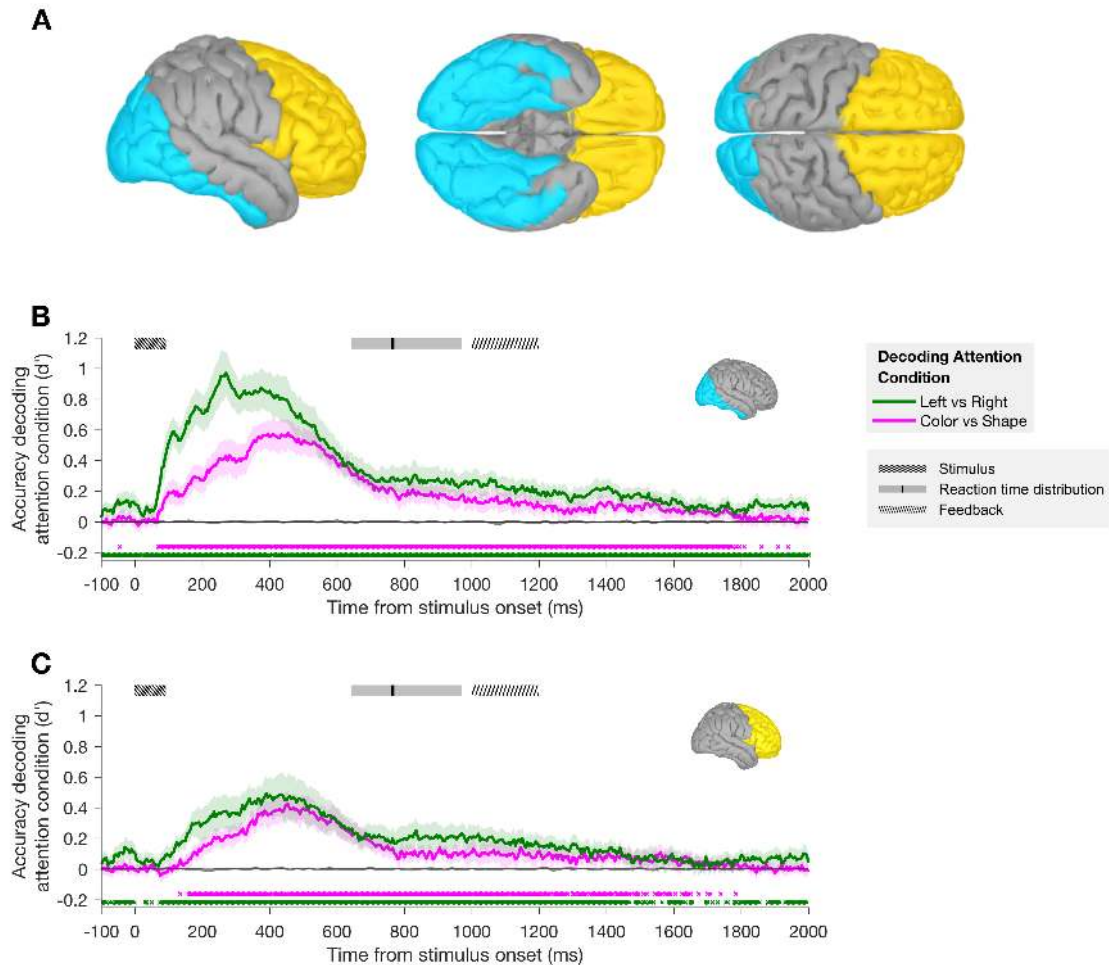 A
B
Accuracy decoding
attention condition (d')
1.2
1
0.8
0.6
0.4
0.2
0
-0.2
-100 0 200 400 600 800 1000 1200 1400 1600 1800 2000
Time from stimulus onset (ms)
Decoding Attention
Condition
Left vs Right
Color vs Shape
Stimulus
Reaction time distribution
Feedback
C
Accuracy decoding
attention condition (d')
1.2
1
0.8
0.6
0.4
0.2
0
-0.2
-100 0 200 400 600 800 1000 1200 1400 1600 1800 2000
Time from stimulus onset (ms)